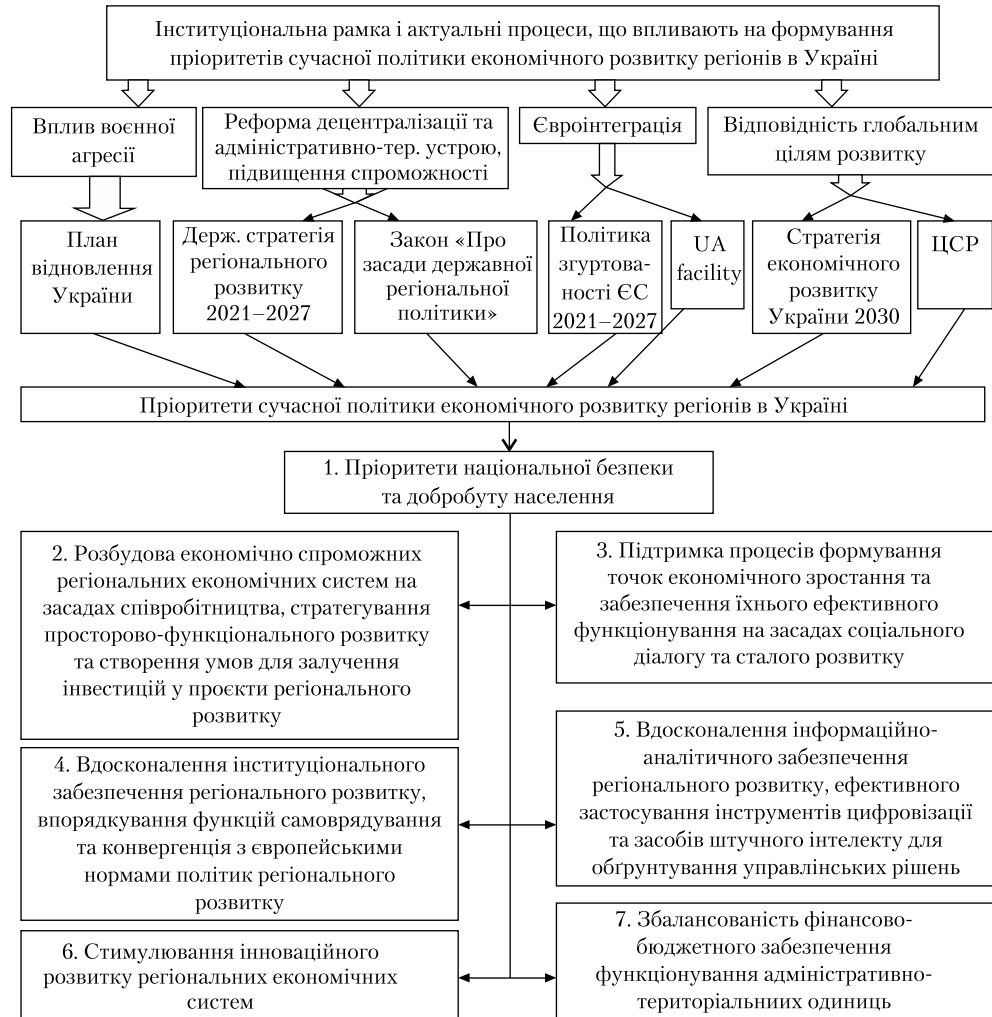 Інституціональна рамка і актуальні процеси, що впливають на формування
пріоритетів сучасної політики економічного розвитку регіонів в Україні
Вплив воєнної
агресії
Реформа децентралізації та
адміністративно-тер. устрою,
підвищення спроможності
Євроінтеграція
Відповідність глобальним
цілям розвитку
План
відновлення
України
Держ. стратегія
регіонального
розвитку
2021–2027
Закон «Про
засади державної
регіональної
політики»
Політика
згуртова-
ності ЄС
2021–2027
UA
facility
Стратегія
економічного
розвитку
України 2030
ЦСР
Пріоритети сучасної політики економічного розвитку регіонів в Україні
1. Пріоритети національної безпеки
та добробуту населення
2. Розбудова економічно спроможних
регіональних економічних систем на
засадах співробітництва, стратегування
просторово-функціонального розвитку
та створення умов для залучення
інвестицій у проєкти регіонального
розвитку
3. Підтримка процесів формування
точок економічного зростання та
забезпечення їхнього ефективного
функціонування на засадах соціального
діалогу та сталого розвитку
4. Вдосконалення інституціонального
забезпечення регіонального розвитку,
впорядкування функцій самоврядування
та конвергенція з європейськими
нормами політик регіонального
розвитку
5. Вдосконалення інформаційно-
аналітичного забезпечення
регіонального розвитку, ефективного
застосування інструментів цифровізації
та засобів штучного інтелекту для
обґрунтування управлінських рішень
6. Стимулювання інноваційного
розвитку регіональних економічних
систем
7. Збалансованість фінансово-
бюджетного забезпечення
функціонування адміністративно-
територіальниих одиниць